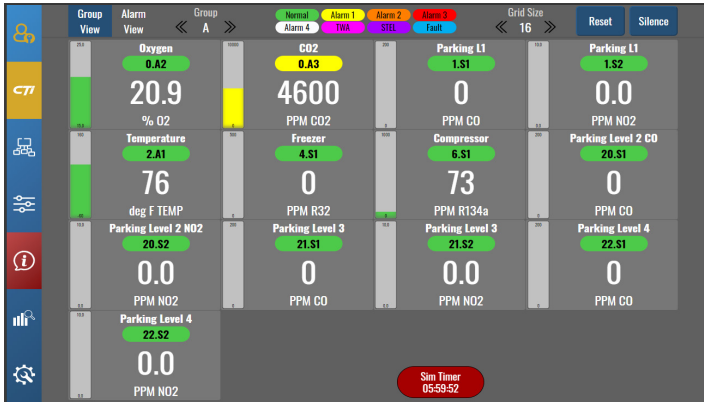 Group View
Alarm View
Group
A
Normal
Alarm 1
Alarm 2
Alarm 3
Alarm 4
TWA
STEL
Fault
Grid Size
16
Reset
Silence
CTI
Oxygen
0.A2
20.9
% O2
CO2
0.A3
4600
PPM CO2
Parking L1
1.S1
0
PPM CO
Parking L1
1.S2
0.0
PPM NO2
Temperature
2.A1
76
deg F TEMP
Freezer
4.S1
0
PPM R32
Compressor
6.S1
73
PPM R134a
Parking Level 2 CO
20.S1
0
PPM CO
Parking Level 2 NO2
20.S2
0.0
PPM NO2
Parking Level 3
21.S1
0
PPM CO
Parking Level 3
21.S2
0.0
PPM NO2
Parking Level 4
22.S1
0
PPM CO
Parking Level 4
22.S2
0.0
PPM NO2
Sim Timer
05:59:52